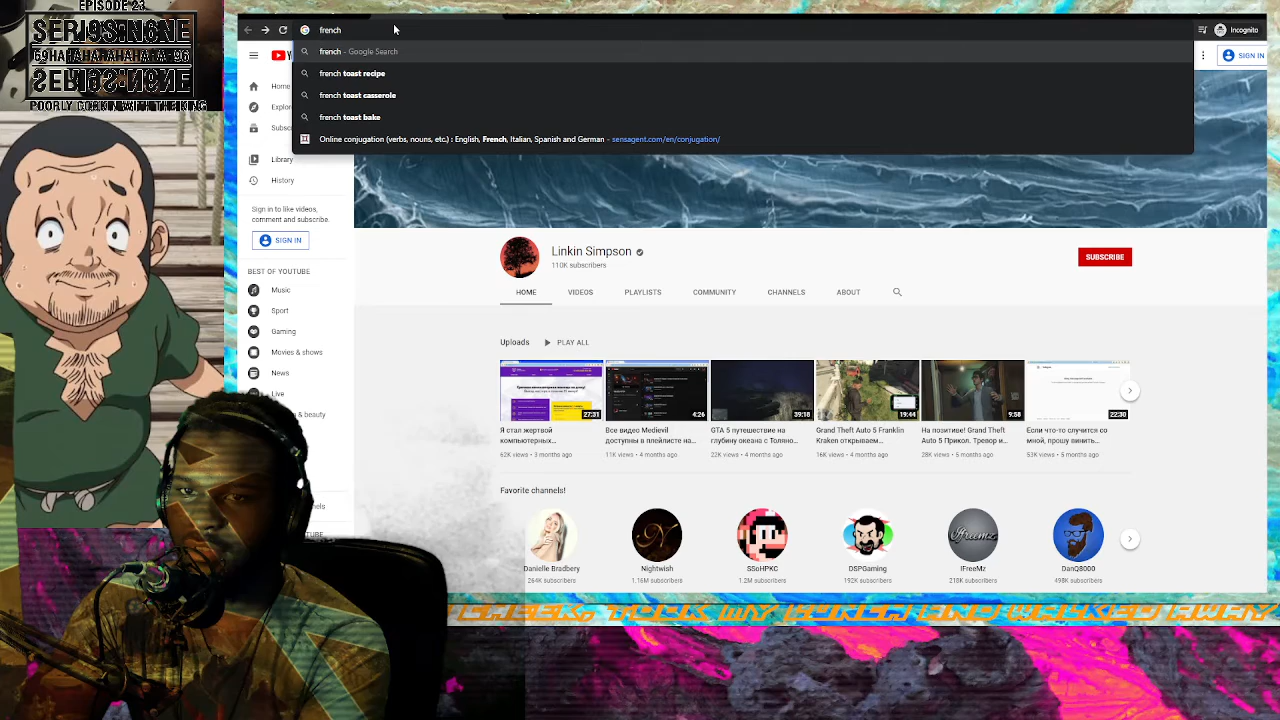 EPISODE 23
POORLY COOKING WITH THE KING
french
Incognito
french - Google Search
french toast recipe
french toast casserole
french toast bake
Online conjugation (verbs, nouns, etc.) : English, French, Italian, Spanish and German - sensagent.com/en/conjugation/
SIGN IN
Home
Explor
Subsc
Library
History
Sign in to like videos,
comment and subscribe.
SIGN IN
BEST OF YOUTUBE
Music
Sport
Gaming
Movies & shows
News
Live
& beauty
Linkin Simpson
110K subscribers
SUBSCRIBE
HOME
VIDEOS
PLAYLISTS
COMMUNITY
CHANNELS
ABOUT
Uploads
PLAY ALL
27:31
4:26
39:18
19:44
9:58
22:30
Я стал жертвой
компьютерных...
62K views • 3 months ago
Все видео Medievil
доступны в плейлисте на...
11K views • 4 months ago
GTA 5 путешествие на
глубину океана с Толяно...
22K views • 4 months ago
Grand Theft Auto 5 Franklin
Kraken открываем...
16K views • 4 months ago
На позитиве! Grand Theft
Auto 5 Прикол. Тревор и...
28K views • 5 months ago
Если что-то случится со
мной, прошу винить...
53K views • 5 months ago
Favorite channels!
Danielle Bradbery
264K subscribers
Nightwish
1.16M subscribers
SSoHPKC
1.2M subscribers
DSPGaming
192K subscribers
IFreeMz
218K subscribers
DanQ8000
498K subscribers